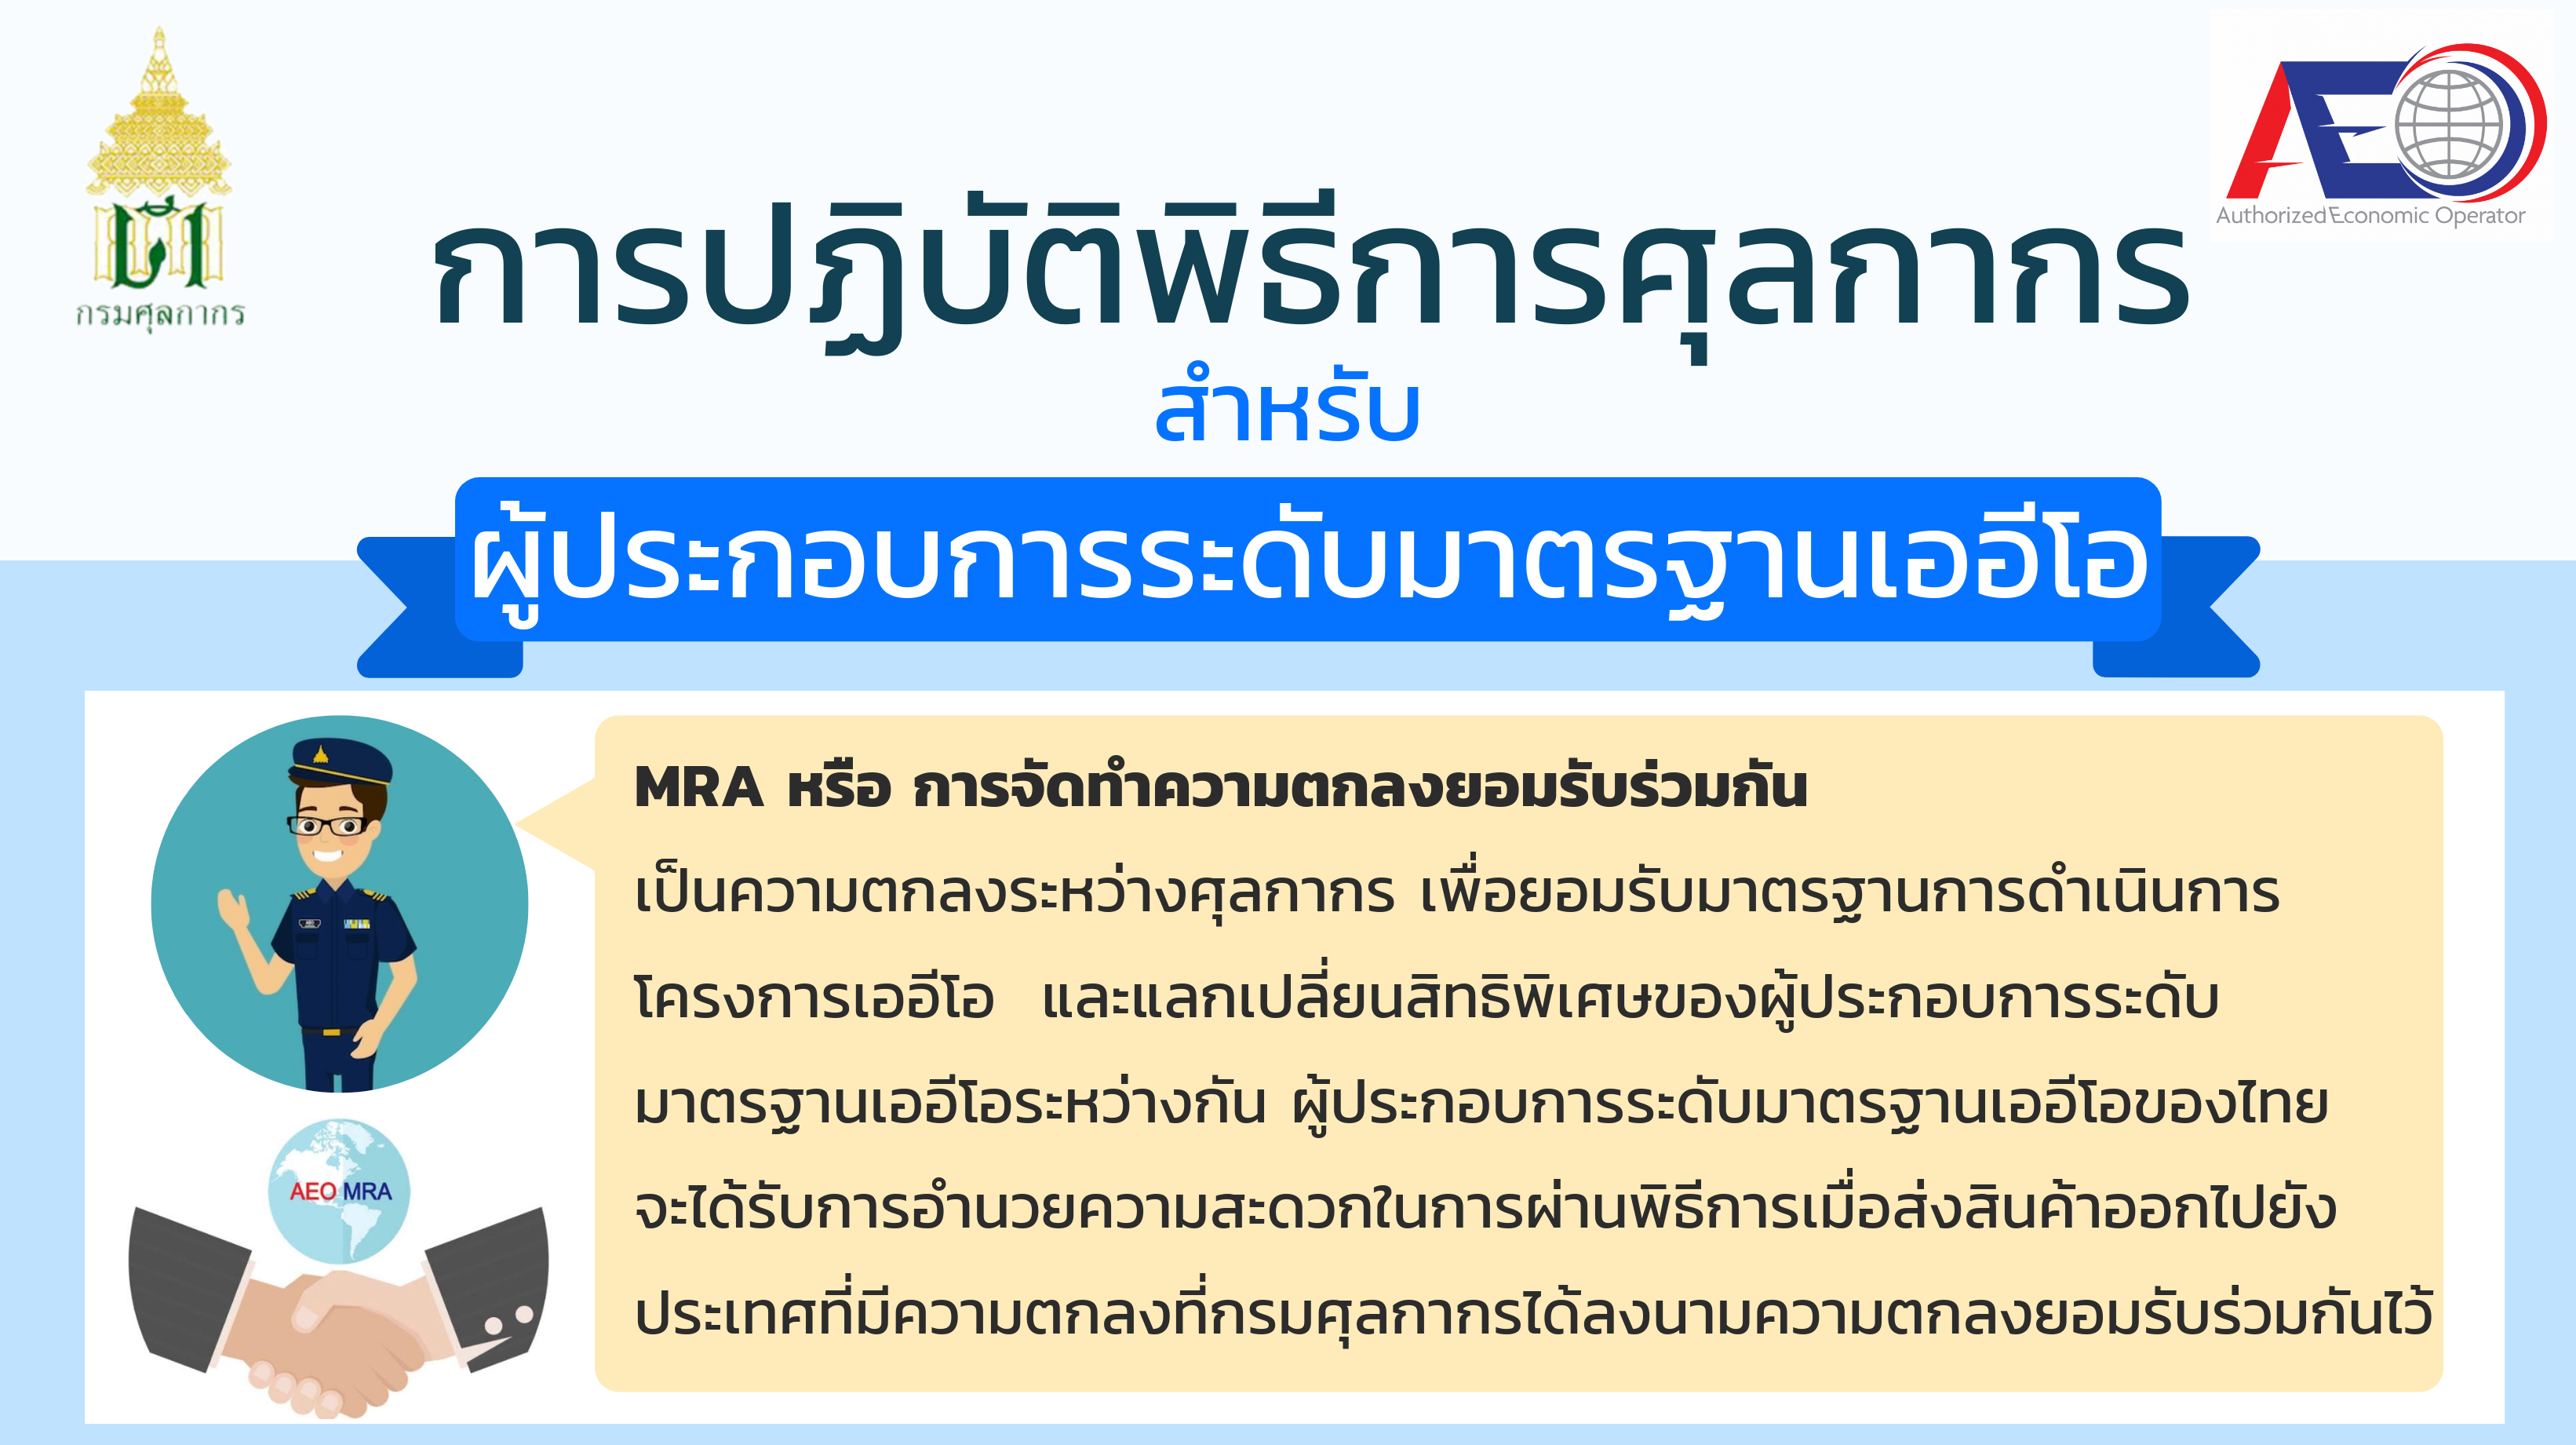 กรมศุลกากร
AEO
Authorized Economic Operator
การปฏิบัติพิธีการศุลกากร
สำหรับ
ผู้ประกอบการระดับมาตรฐานเออีโอ
MRA หรือ การจัดทำความตกลงยอมรับร่วมกัน
เป็นความตกลงระหว่างศุลกากร เพื่อยอมรับมาตรฐานการดำเนินการ
โครงการเออีโอ และแลกเปลี่ยนสิทธิพิเศษของผู้ประกอบการระดับ
มาตรฐานเออีโอระหว่างกัน ผู้ประกอบการระดับมาตรฐานเออีโอของไทย
จะได้รับการอำนวยความสะดวกในการผ่านพิธีการเมื่อส่งสินค้าออกไปยัง
ประเทศที่มีความตกลงที่กรมศุลกากรได้ลงนามความตกลงยอมรับร่วมกันไว้
AEO MRA